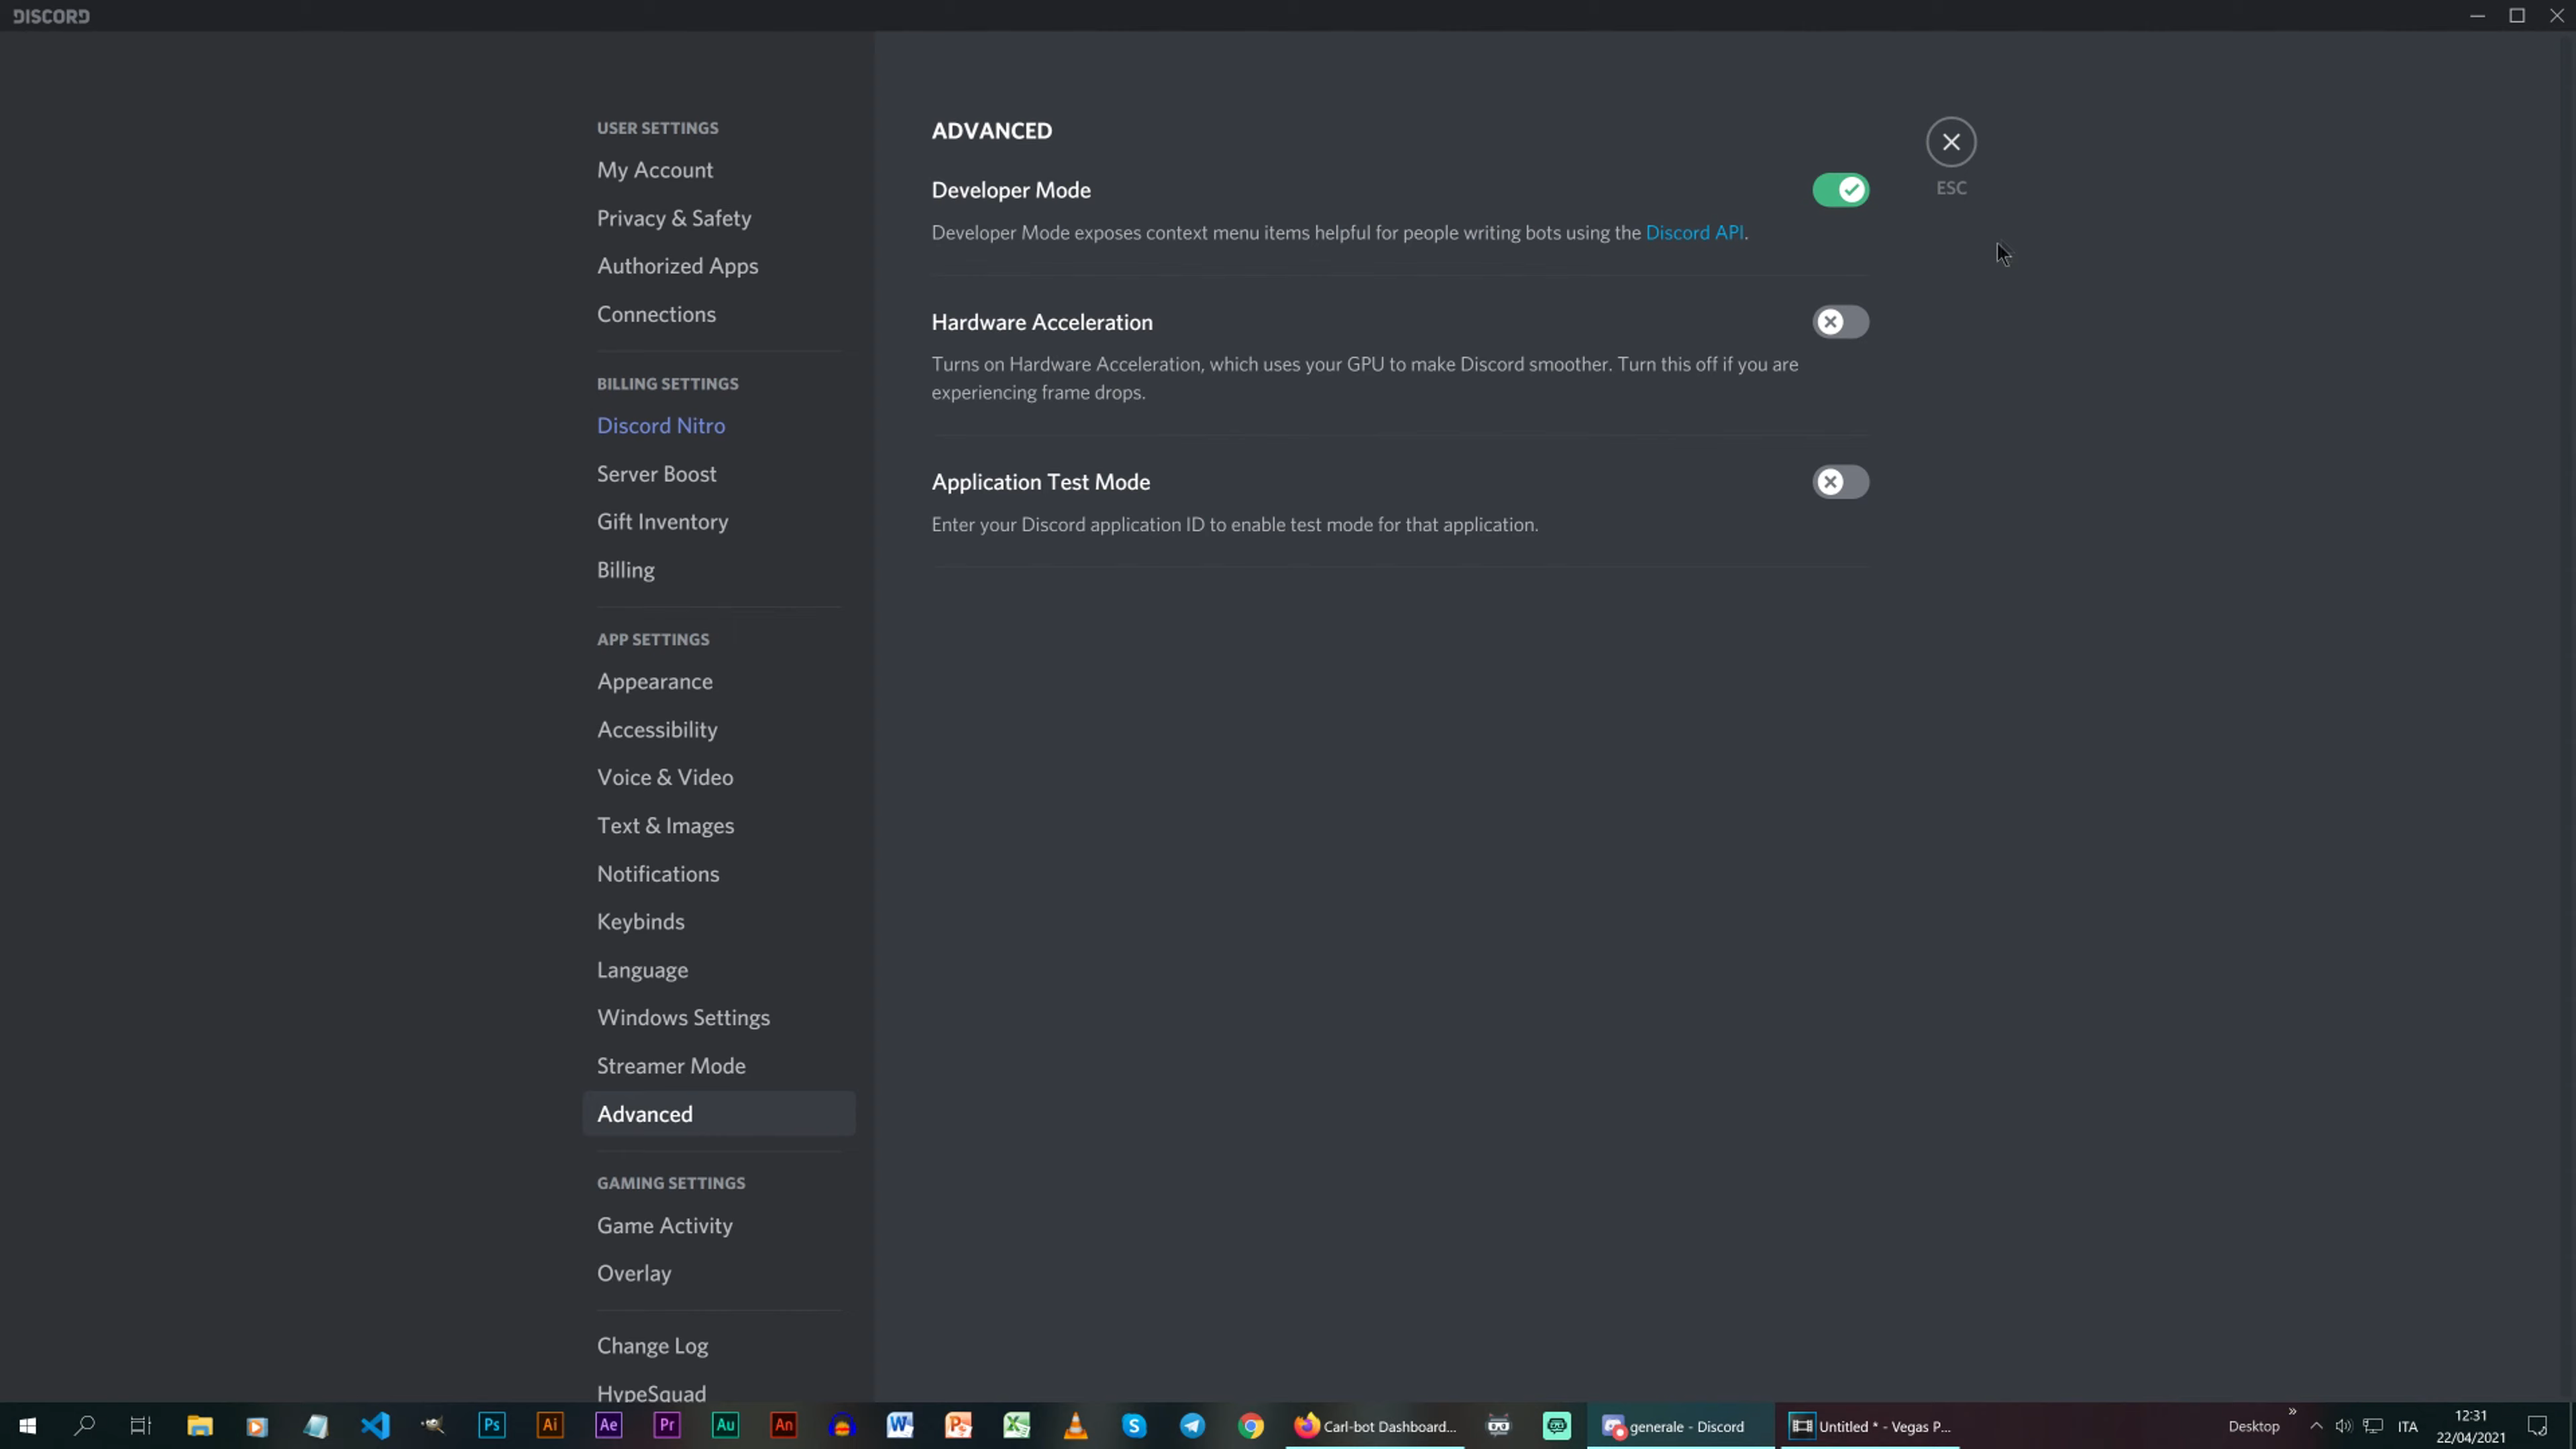 DISCORD
USER SETTINGS
My Account
Privacy & Safety
Authorized Apps
Connections
BILLING SETTINGS
Discord Nitro
Server Boost
Gift Inventory
Billing
APP SETTINGS
Appearance
Accessibility
Voice & Video
Text & Images
Notifications
Keybinds
Language
Windows Settings
Streamer Mode
Advanced
GAMING SETTINGS
Game Activity
Overlay
Change Log
HypeSquad
ADVANCED
Developer Mode
Developer Mode exposes context menu items helpful for people writing bots using the Discord API.
Hardware Acceleration
Turns on Hardware Acceleration, which uses your GPU to make Discord smoother. Turn this off if you are
experiencing frame drops.
Application Test Mode
Enter your Discord application ID to enable test mode for that application.
ESC
Ps
Ai
Ae
Pr
Au
An
Carl-bot Dashboard...
generale - Discord
Untitled * - Vegas P...
Desktop
ITA
12:31
22/04/2021